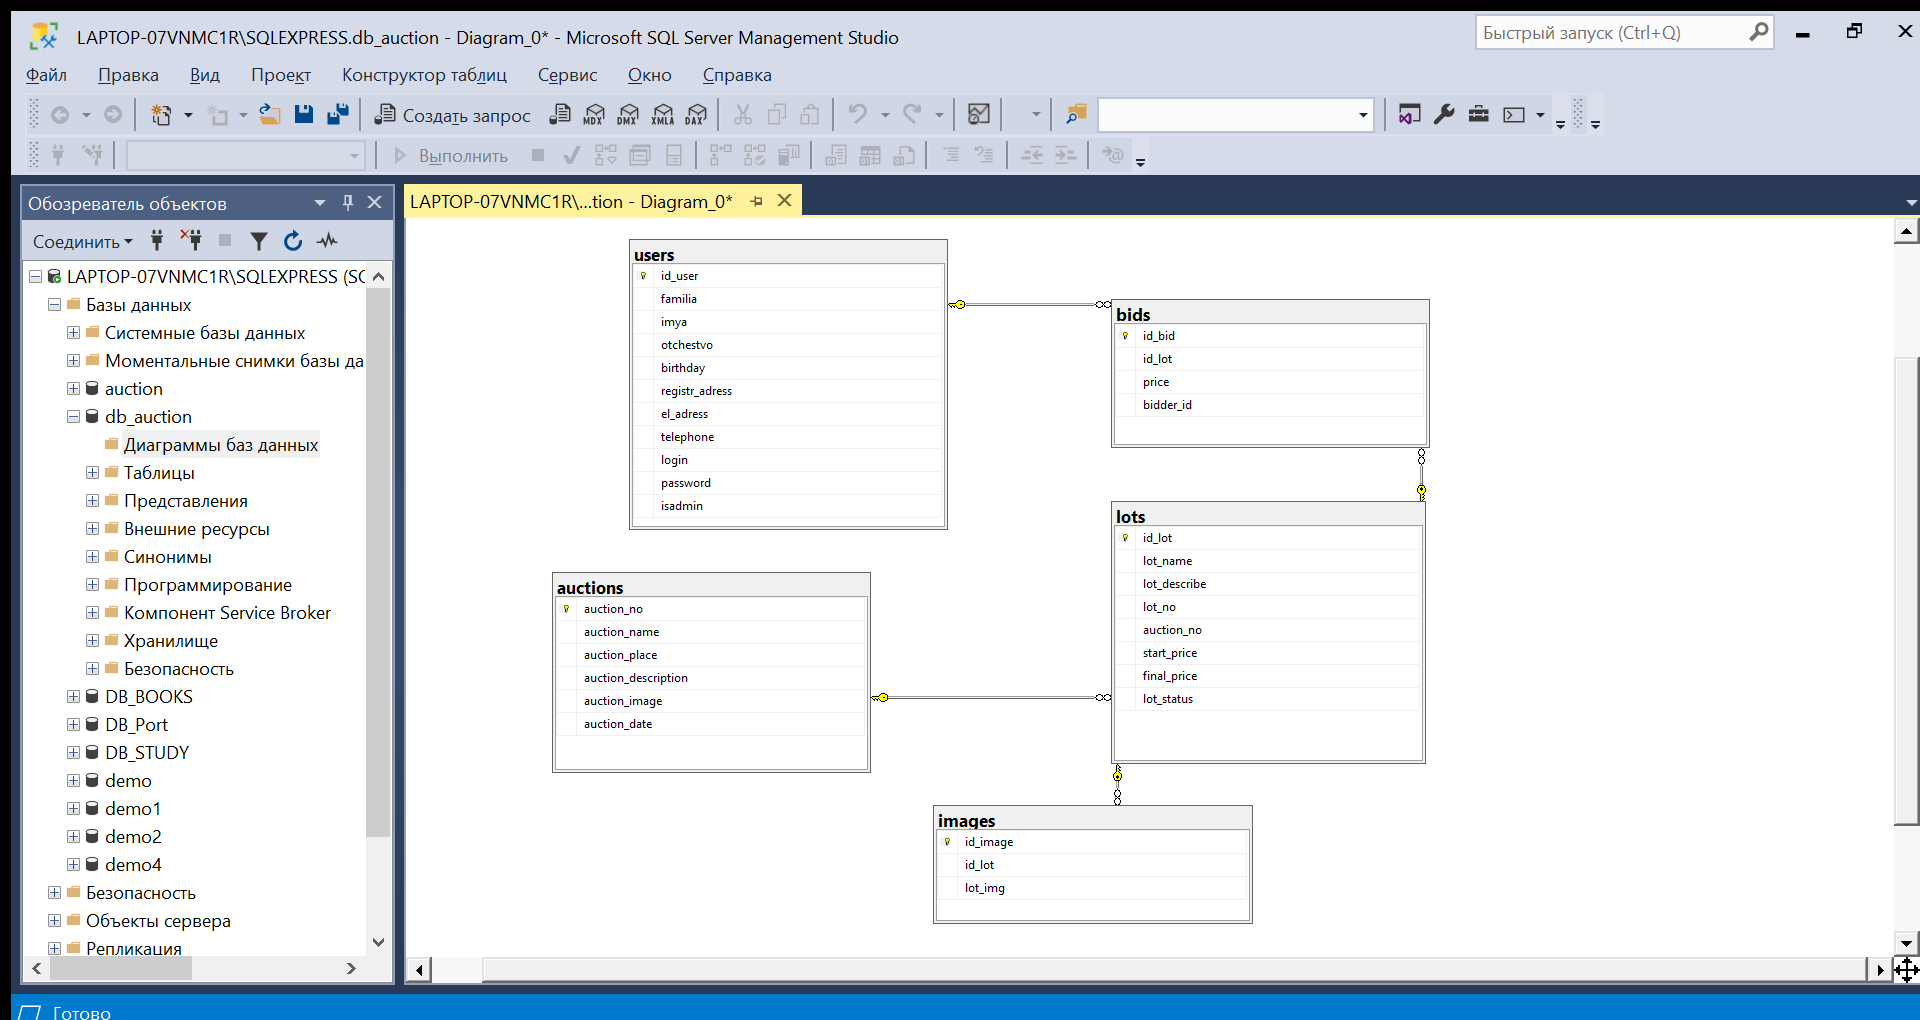 LAPTOP-07VNMC1R\SQLEXPRESS.db_auction - Diagram_0* - Microsoft SQL Server Management Studio
Быстрый запуск (Ctrl+Q)
Файл Правка Вид Проект Конструктор таблиц Сервис Окно Справка
Создать запрос MDX DMX XMLA DAX
Выполнить
Обозреватель объектов
LAPTOP-07VNMC1R\...tion - Diagram_0*
Соединить
LAPTOP-07VNMC1R\SQLEXPRESS (SQ
Базы данных
Системные базы данных
Моментальные снимки базы да
auction
db_auction
Диаграммы баз данных
Таблицы
Представления
Внешние ресурсы
Синонимы
Программирование
Компонент Service Broker
Хранилище
Безопасность
DB_BOOKS
DB_Port
DB_STUDY
demo
demo1
demo2
demo4
Безопасность
Объекты сервера
Репликация
users
id_user
familia
imya
otchestvo
birthday
registr_adress
el_adress
telephone
login
password
isadmin
bids
id_bid
id_lot
price
bidder_id
auctions
auction_no
auction_name
auction_place
auction_description
auction_image
auction_date
lots
id_lot
lot_name
lot_describe
lot_no
auction_no
start_price
final_price
lot_status
images
id_image
id_lot
lot_img
Готово